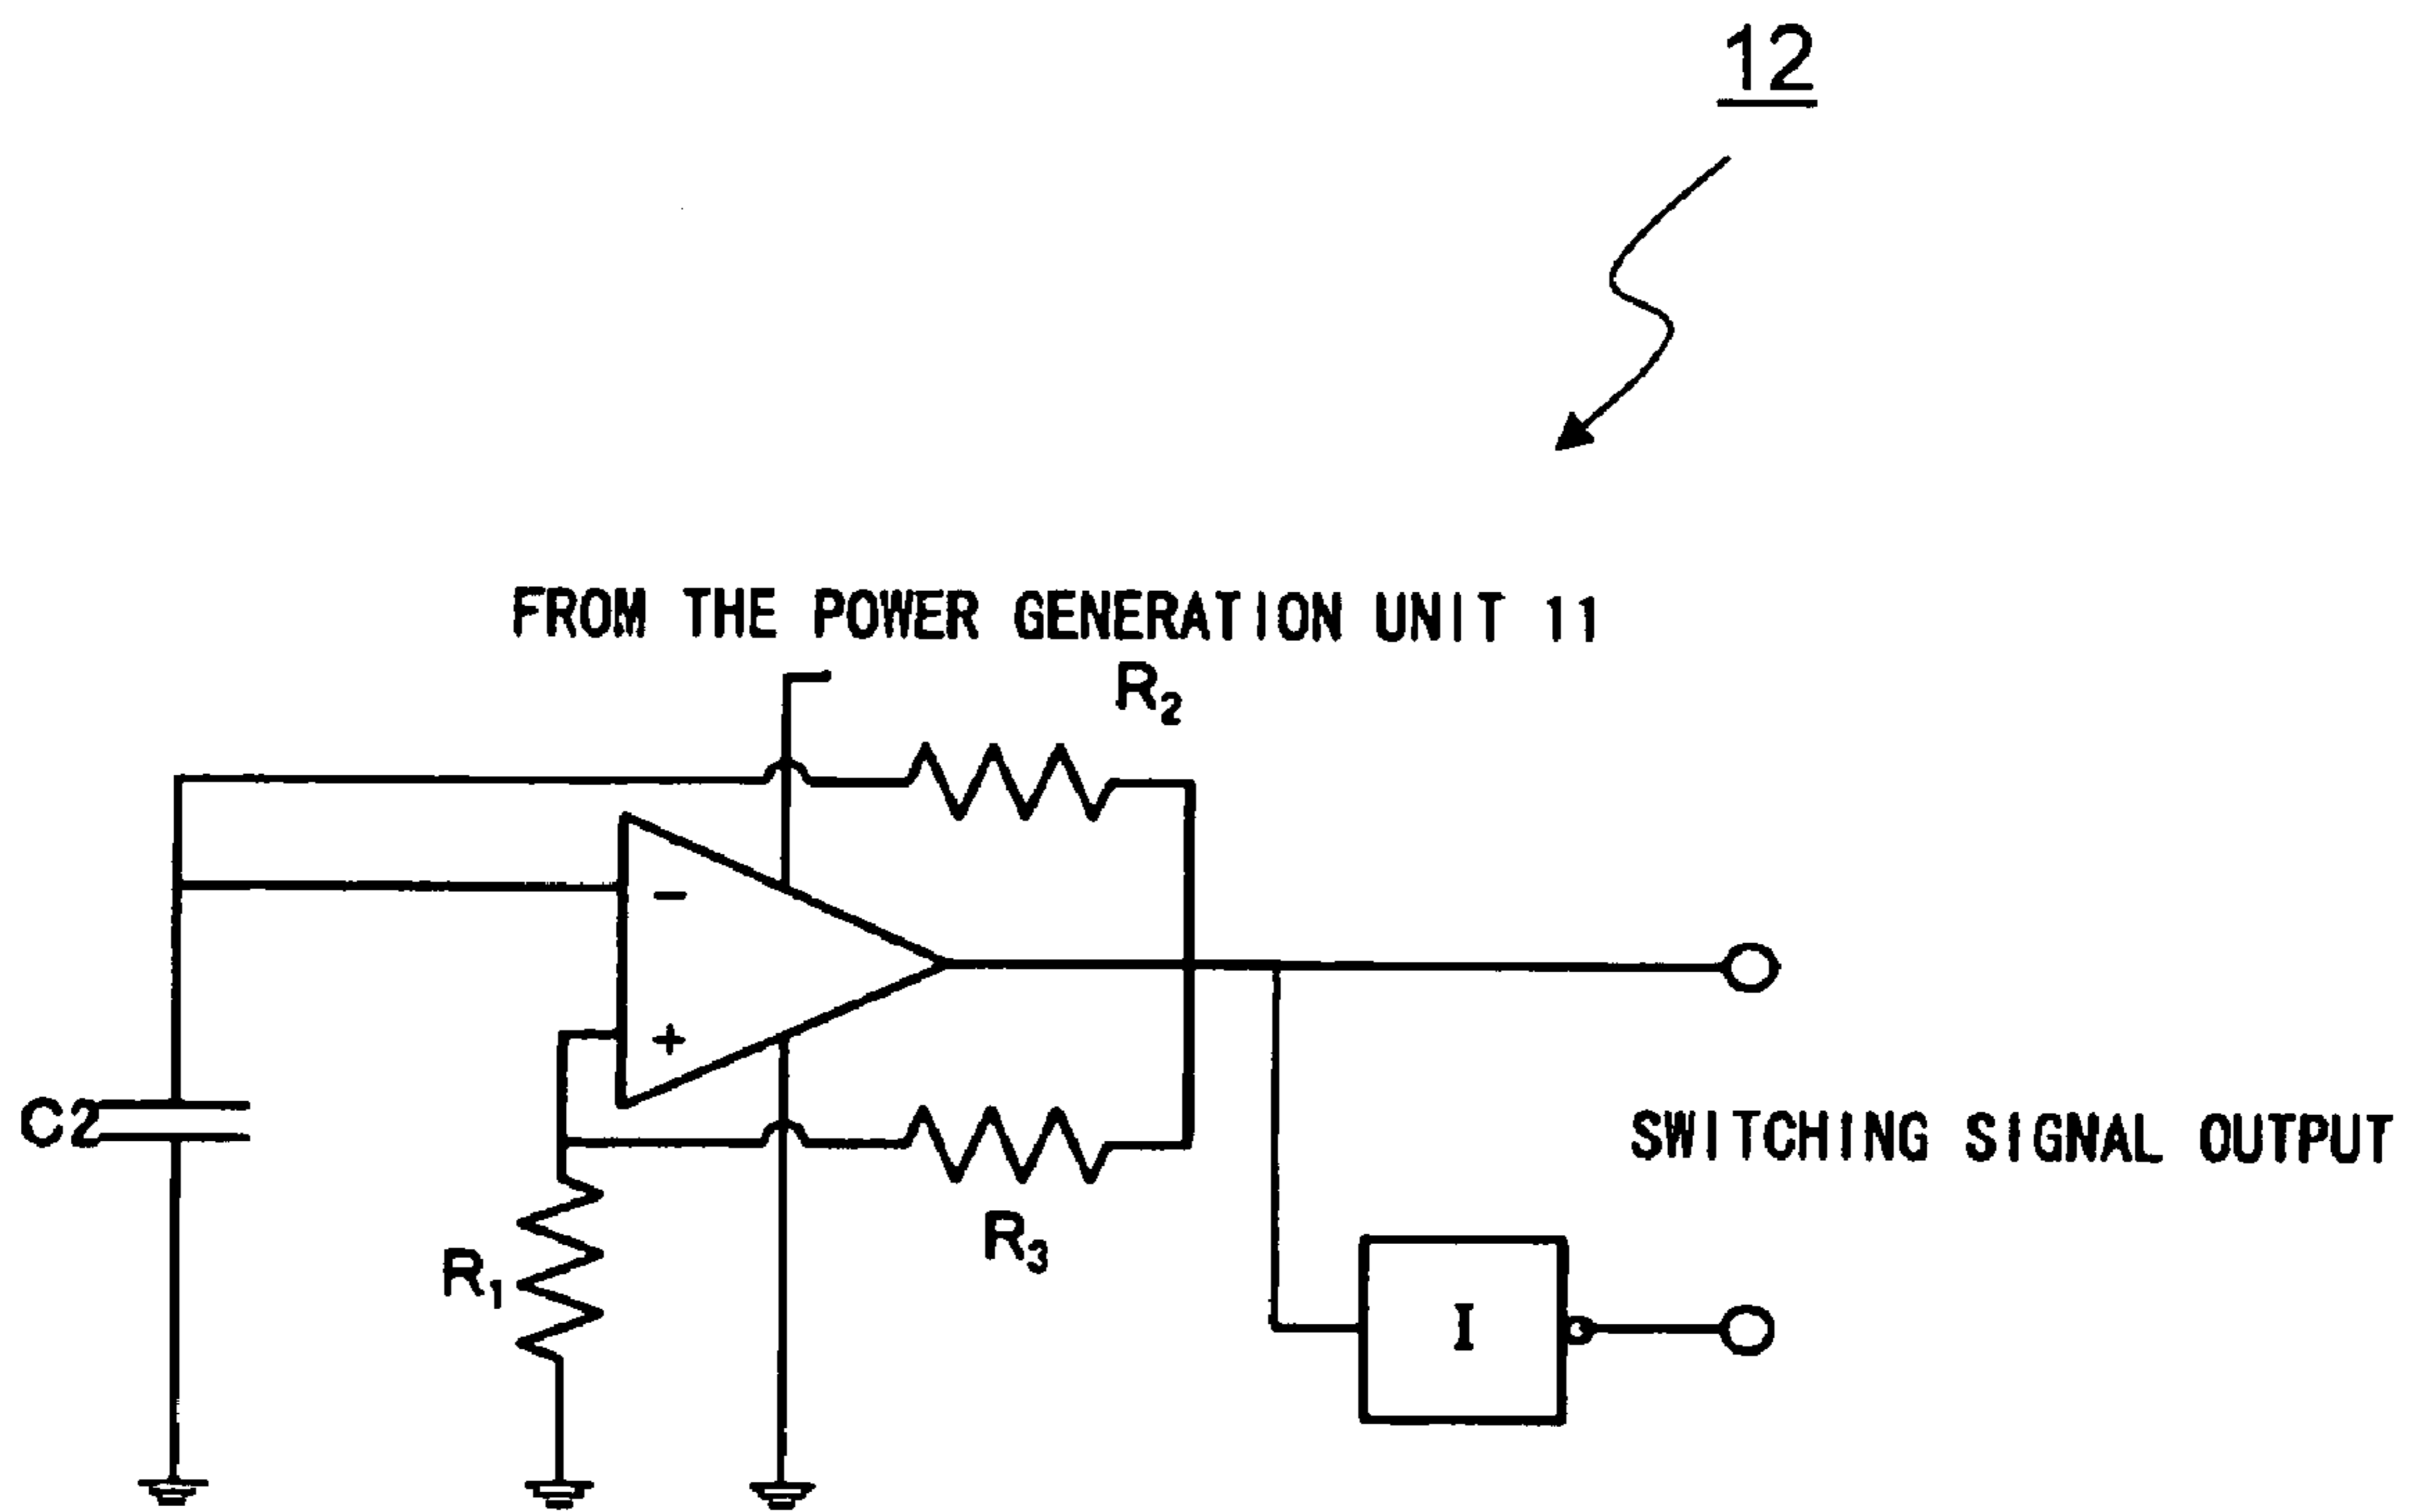 12
FROM THE POWER GENERATION UNIT 11
R2
-
+
C2
SWITCHING SIGNAL OUTPUT
R3
R1
I